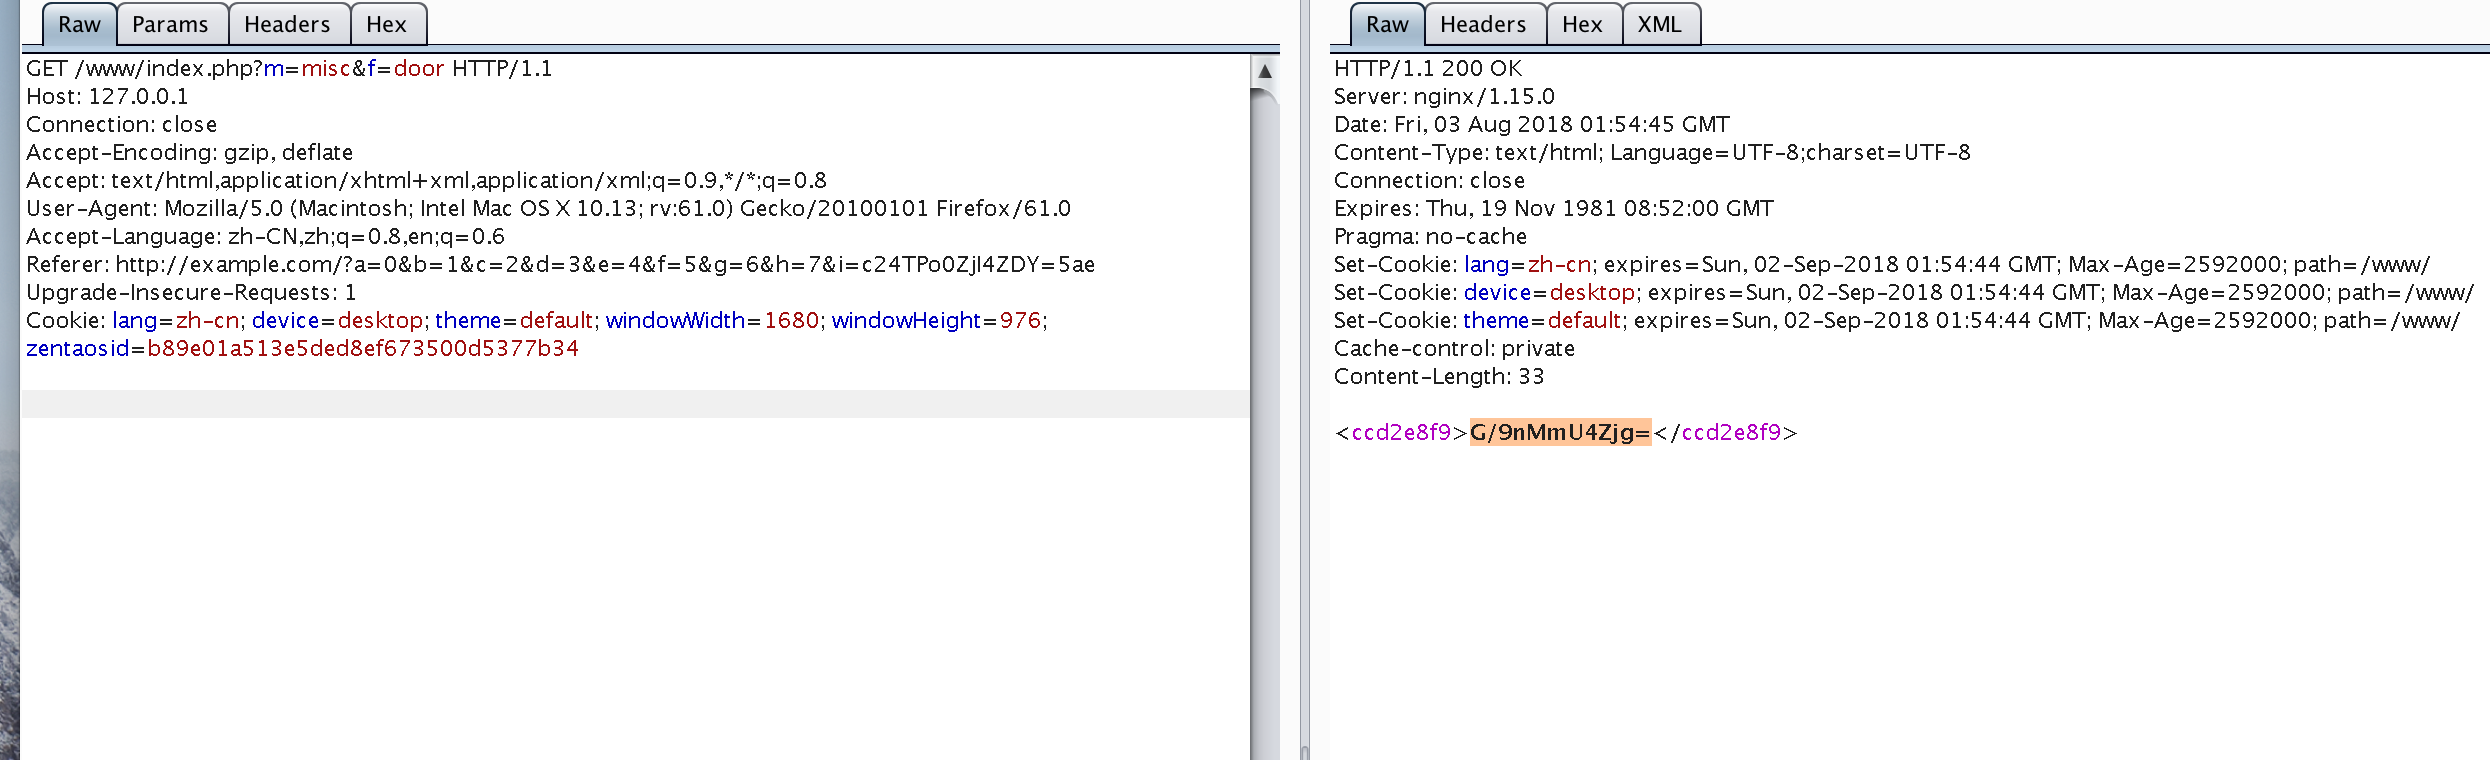 Raw Params Headers Hex
GET /www/index.php?m=misc&f=door HTTP/1.1
Host: 127.0.0.1
Connection: close
Accept-Encoding: gzip, deflate
Accept: text/html,application/xhtml+xml,application/xml;q=0.9,*/*;q=0.8
User-Agent: Mozilla/5.0 (Macintosh; Intel Mac OS X 10.13; rv:61.0) Gecko/20100101 Firefox/61.0
Accept-Language: zh-CN,zh;q=0.8,en;q=0.6
Referer: http://example.com/?a=0&b=1&c=2&d=3&e=4&f=5&g=6&h=7&i=c24TPo0ZjI4ZDY=5ae
Upgrade-Insecure-Requests: 1
Cookie: lang=zh-cn; device=desktop; theme=default; windowWidth=1680; windowHeight=976;
zentaosid=b89e01a513e5ded8ef673500d5377b34
Raw Headers Hex XML
HTTP/1.1 200 OK
Server: nginx/1.15.0
Date: Fri, 03 Aug 2018 01:54:45 GMT
Content-Type: text/html; Language=UTF-8;charset=UTF-8
Connection: close
Expires: Thu, 19 Nov 1981 08:52:00 GMT
Pragma: no-cache
Set-Cookie: lang=zh-cn; expires=Sun, 02-Sep-2018 01:54:44 GMT; Max-Age=2592000; path=/www/
Set-Cookie: device=desktop; expires=Sun, 02-Sep-2018 01:54:44 GMT; Max-Age=2592000; path=/www/
Set-Cookie: theme=default; expires=Sun, 02-Sep-2018 01:54:44 GMT; Max-Age=2592000; path=/www/
Cache-control: private
Content-Length: 33
<ccd2e8f9>G/9nMmU4Zjg=</ccd2e8f9>